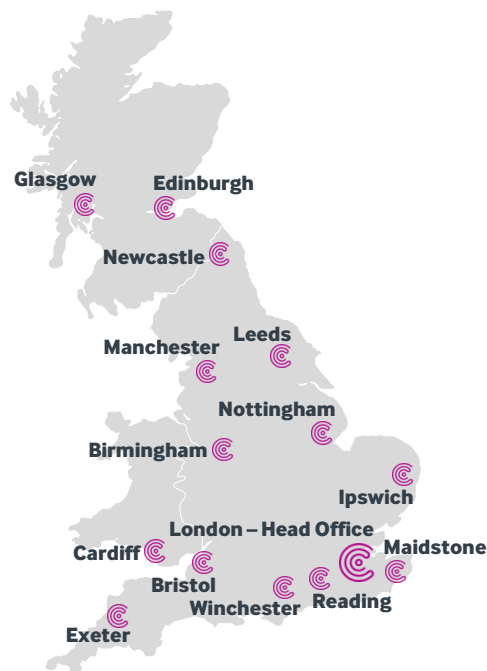 Glasgow
Edinburgh
Newcastle
Leeds
Manchester
Nottingham
Birmingham
Ipswich
London – Head Office
Cardiff
Maidstone
Bristol
Winchester
Reading
Exeter